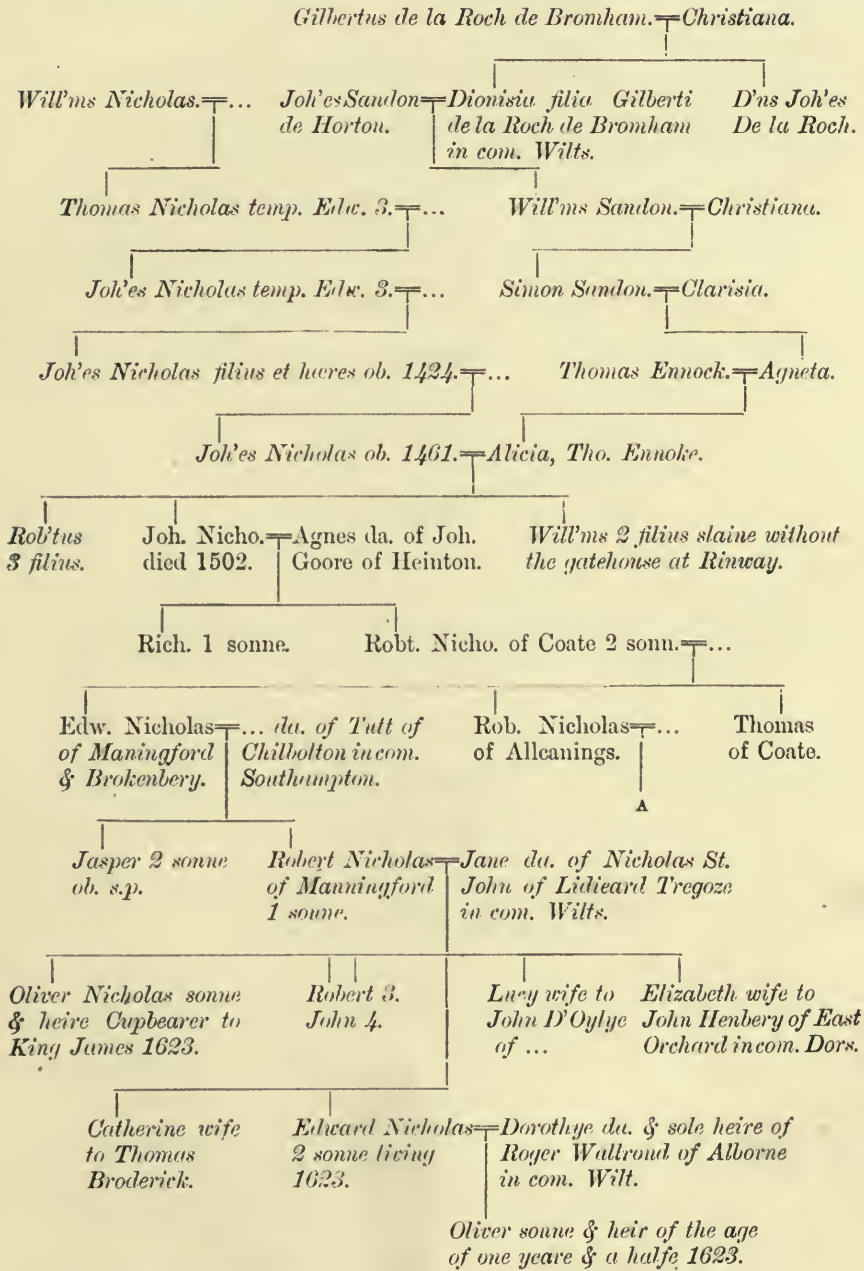 Gilbertus de la Roch de Bromham.=Christiana.
Will'ms Nicholas.=... Joh'es Sandon=Dionisia filia Gilberti D'ns Joh'es
de Horton. de la Roch de Bromham De la Roch.
in com. Wilts.
Thomas Nicholas temp. Edw. 3.=... Will'ms Sandon.=Christiana.
Joh'es Nicholas temp. Edw. 3.=... Simon Sandon.=Clarisia.
Joh'es Nicholas filius et hæres ob. 1424.=... Thomas Ennock.=Agneta.
Joh'es Nicholas ob. 1461.=Alicia, Tho. Ennoke.
Rob'tus Joh. Nicho.=Agnes da. of Joh. Will'ms 2 filius slaine without
3 filius. died 1502. Goore of Heinton. the gatehouse at Rinway.
Rich. 1 sonne. Robt. Nicho. of Coate 2 sonn.=...
Edw. Nicholas=... da. of Tutt of Rob. Nicholas=... Thomas
of Maningford Chilbolton in com. of Allcanings. of Coate.
& Brokenbery. Southampton.
A
Jasper 2 sonne Robert Nicholas=Jane da. of Nicholas St.
ob. s.p. of Manningford John of Lidieard Tregoze
1 sonne. in com. Wilts.
Oliver Nicholas sonne Robert 3. Lucy wife to Elizabeth wife to
& heire Cupbearer to John 4. John D'Oylye John Henbery of East
King James 1623. of ... Orchard in com. Dors.
Catherine wife Edward Nicholas=Dorothye da. & sole heire of
to Thomas 2 sonne living Roger Wallrond of Alborne
Broderick. 1623. in com. Wilt.
Oliver sonne & heir of the age
of one yeare & a halfe 1623.